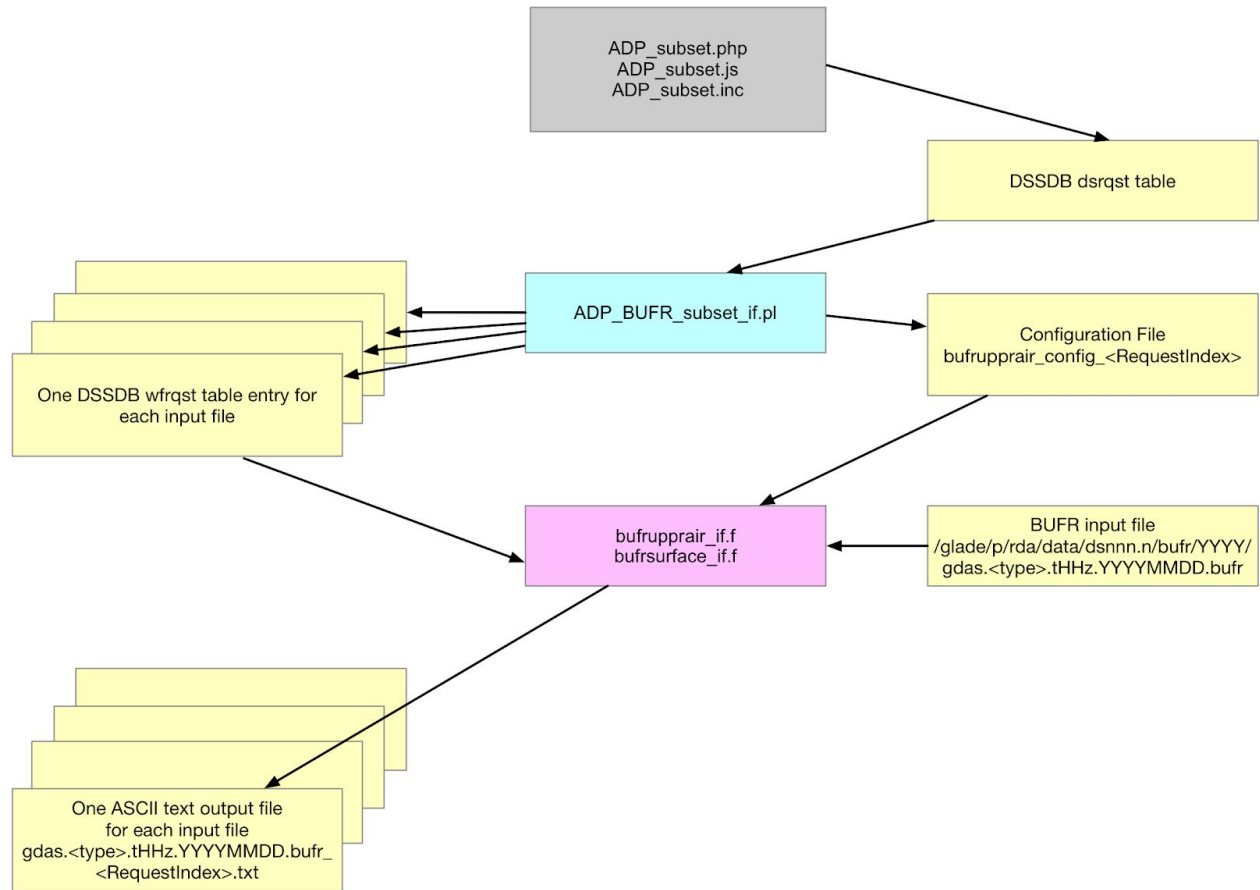 ADP_subset.php
ADP_subset.js
ADP_subset.inc
DSSDB dsrqst table
ADP_BUFR_subset_if.pl
Configuration File
bufrupprair_config_<RequestIndex>
One DSSDB wfrqst table entry for
each input file
bufrupprair_if.f
bufrsurface_if.f
BUFR input file
/glade/p/rda/data/dsnnn.n/bufr/YYYY/
gdas.<type>.tHHz.YYYYMMDD.bufr
One ASCII text output file
for each input file
gdas.<type>.tHHz.YYYYMMDD.bufr_
<RequestIndex>.txt